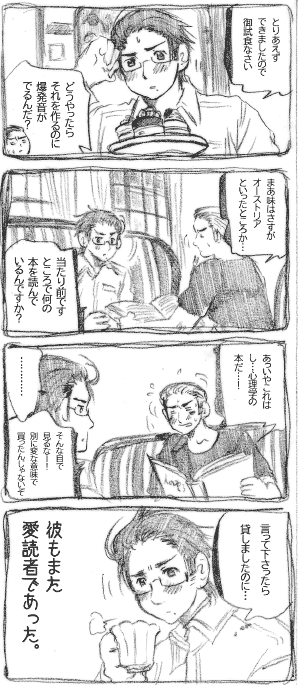 とりあえず
できましたので
御試食なさい
どうやったら
それを作るのに
爆発音が
でるんだ?
まあ味はさすが
オーストリア
といったところか…
当たり前です
ところで何の
本を読んで
いるんですか?
あっいやこれは
し…心理学の
本だ…!
そんな目で
見るなー!
別に変な意味で
買ったんじゃないぞ
…………
言って下さったら
貸しましたのに…
彼もまた
愛読者であった。